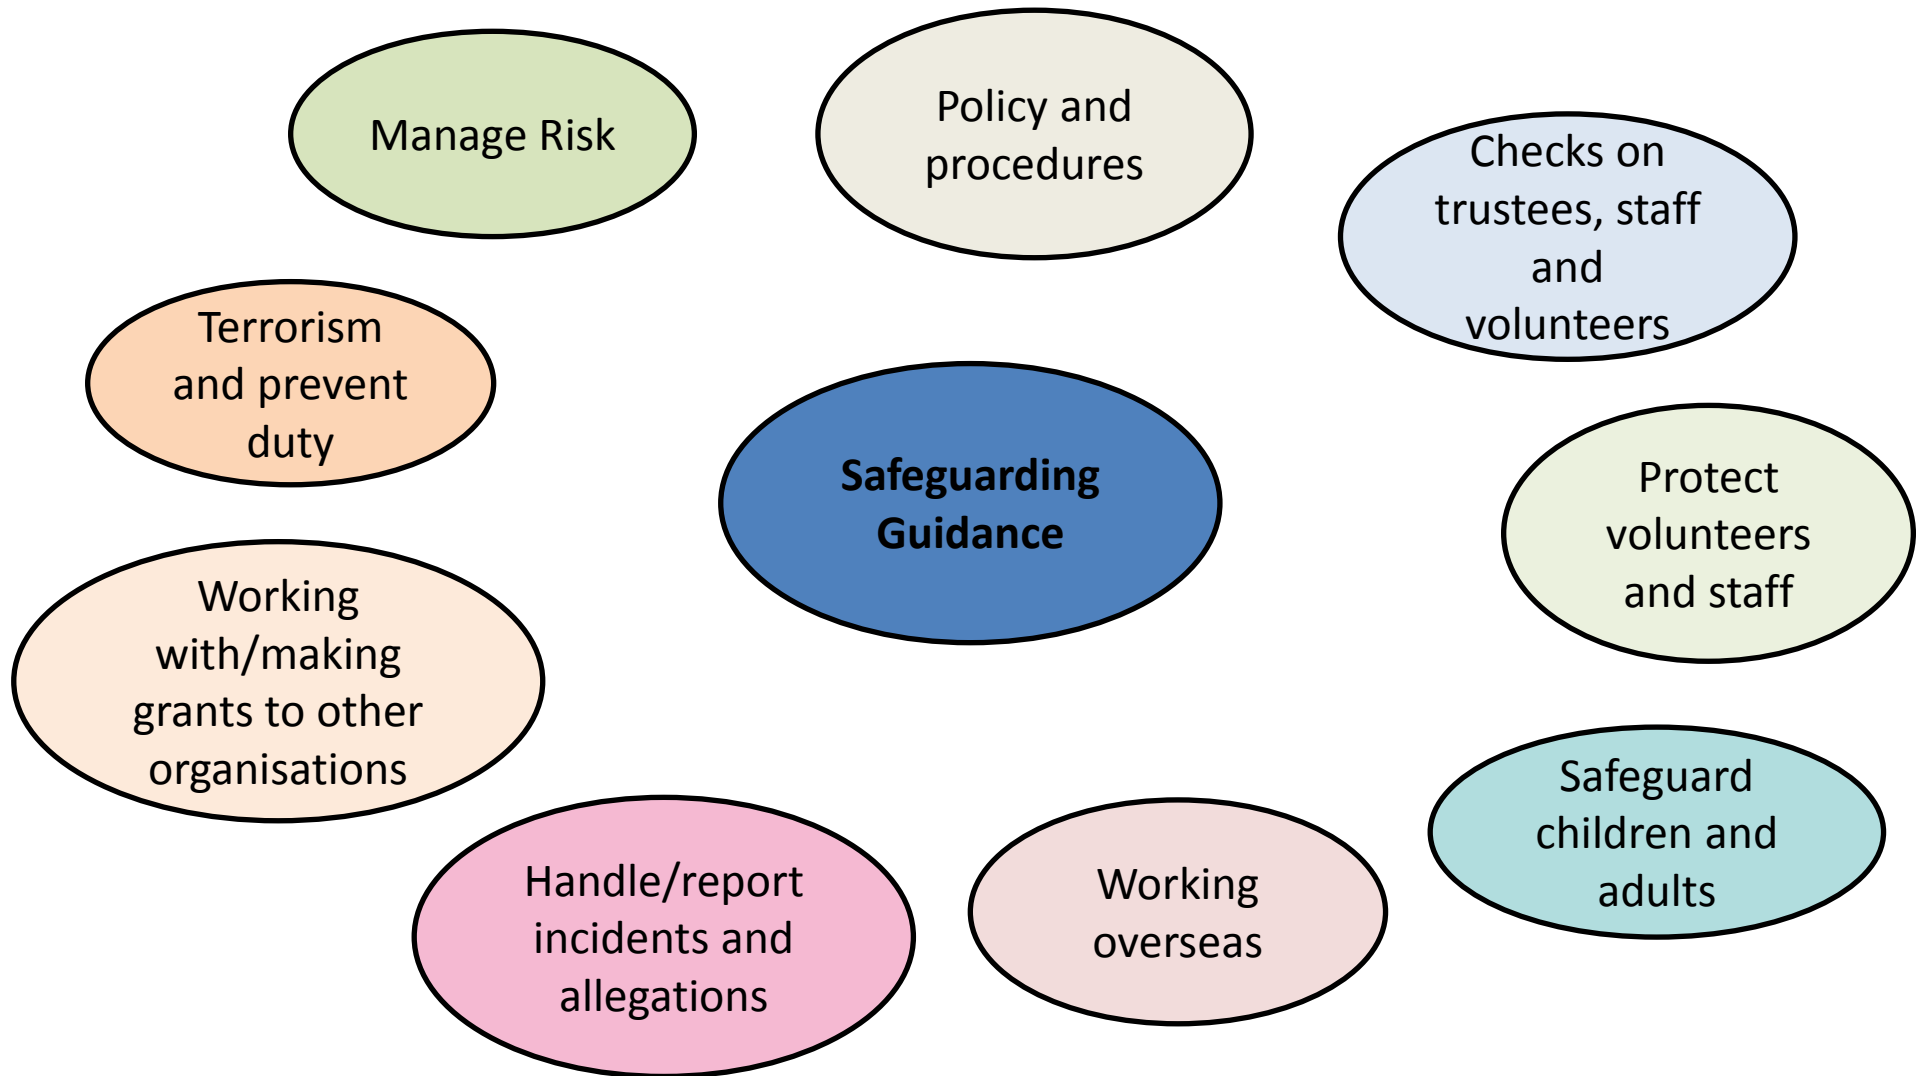 Manage Risk
Policy and
procedures
Checks on
trustees, staff
and
volunteers
Terrorism
and prevent
duty
Safeguarding
Guidance
Protect
volunteers
and staff
Working
with/making
grants to other
organisations
Safeguard
children and
adults
Handle/report
incidents and
allegations
Working
overseas